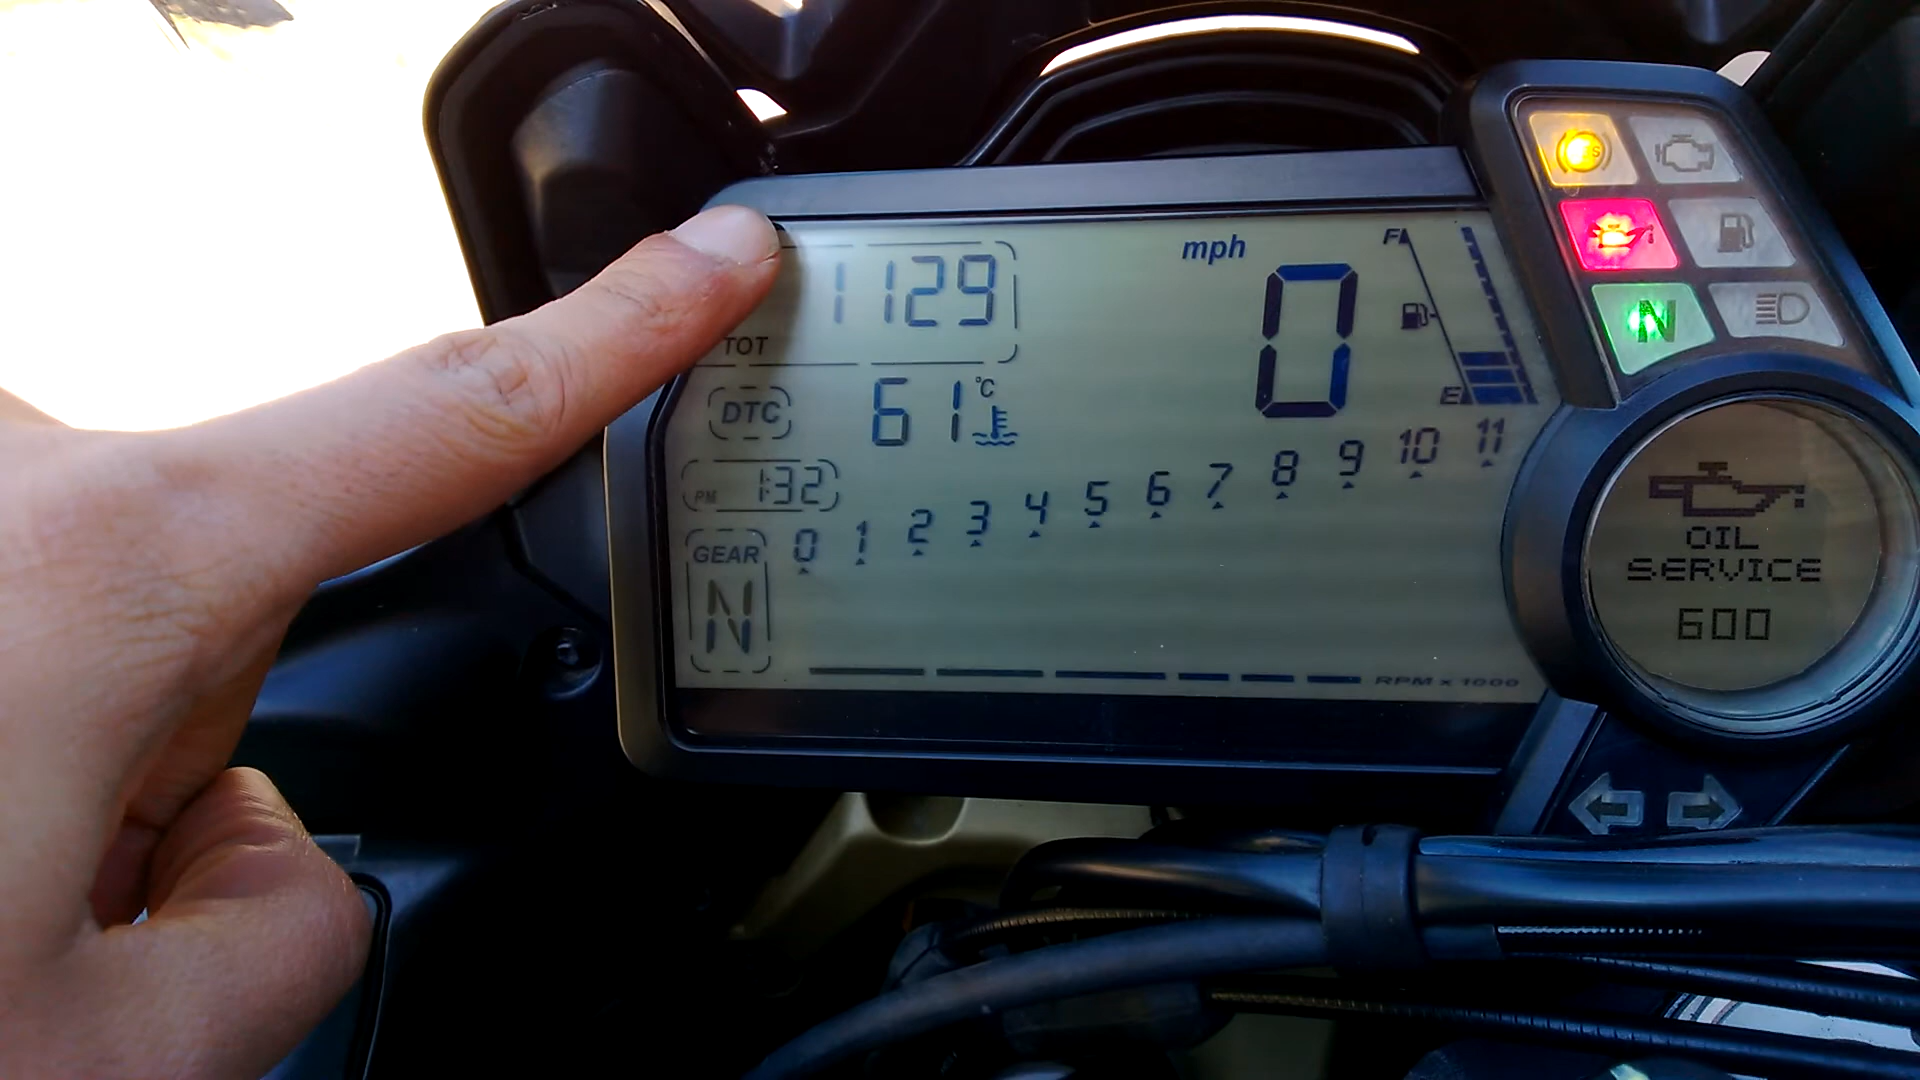 1129
TOT
mph
0
F
E
DTC
61 °C
PM 1:32
GEAR
N
0 1 2 3 4 5 6 7 8 9 10 11
RPM x 1000
N
OIL
SERVICE
600